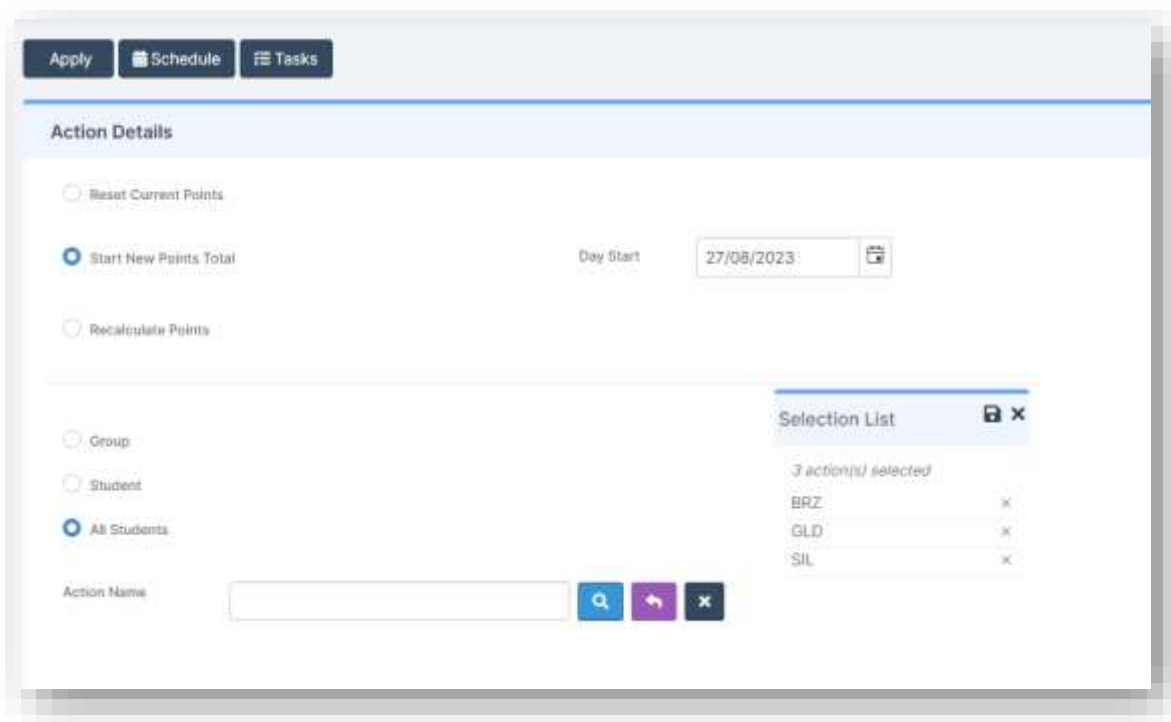 Apply Schedule Tasks
Action Details
Reset Current Points
Start New Points Total Day Start 27/08/2023
Recalculate Points
Selection List
3 action(s) selected
BRZ
GLD
SIL
Group
Student
All Students
Action Name